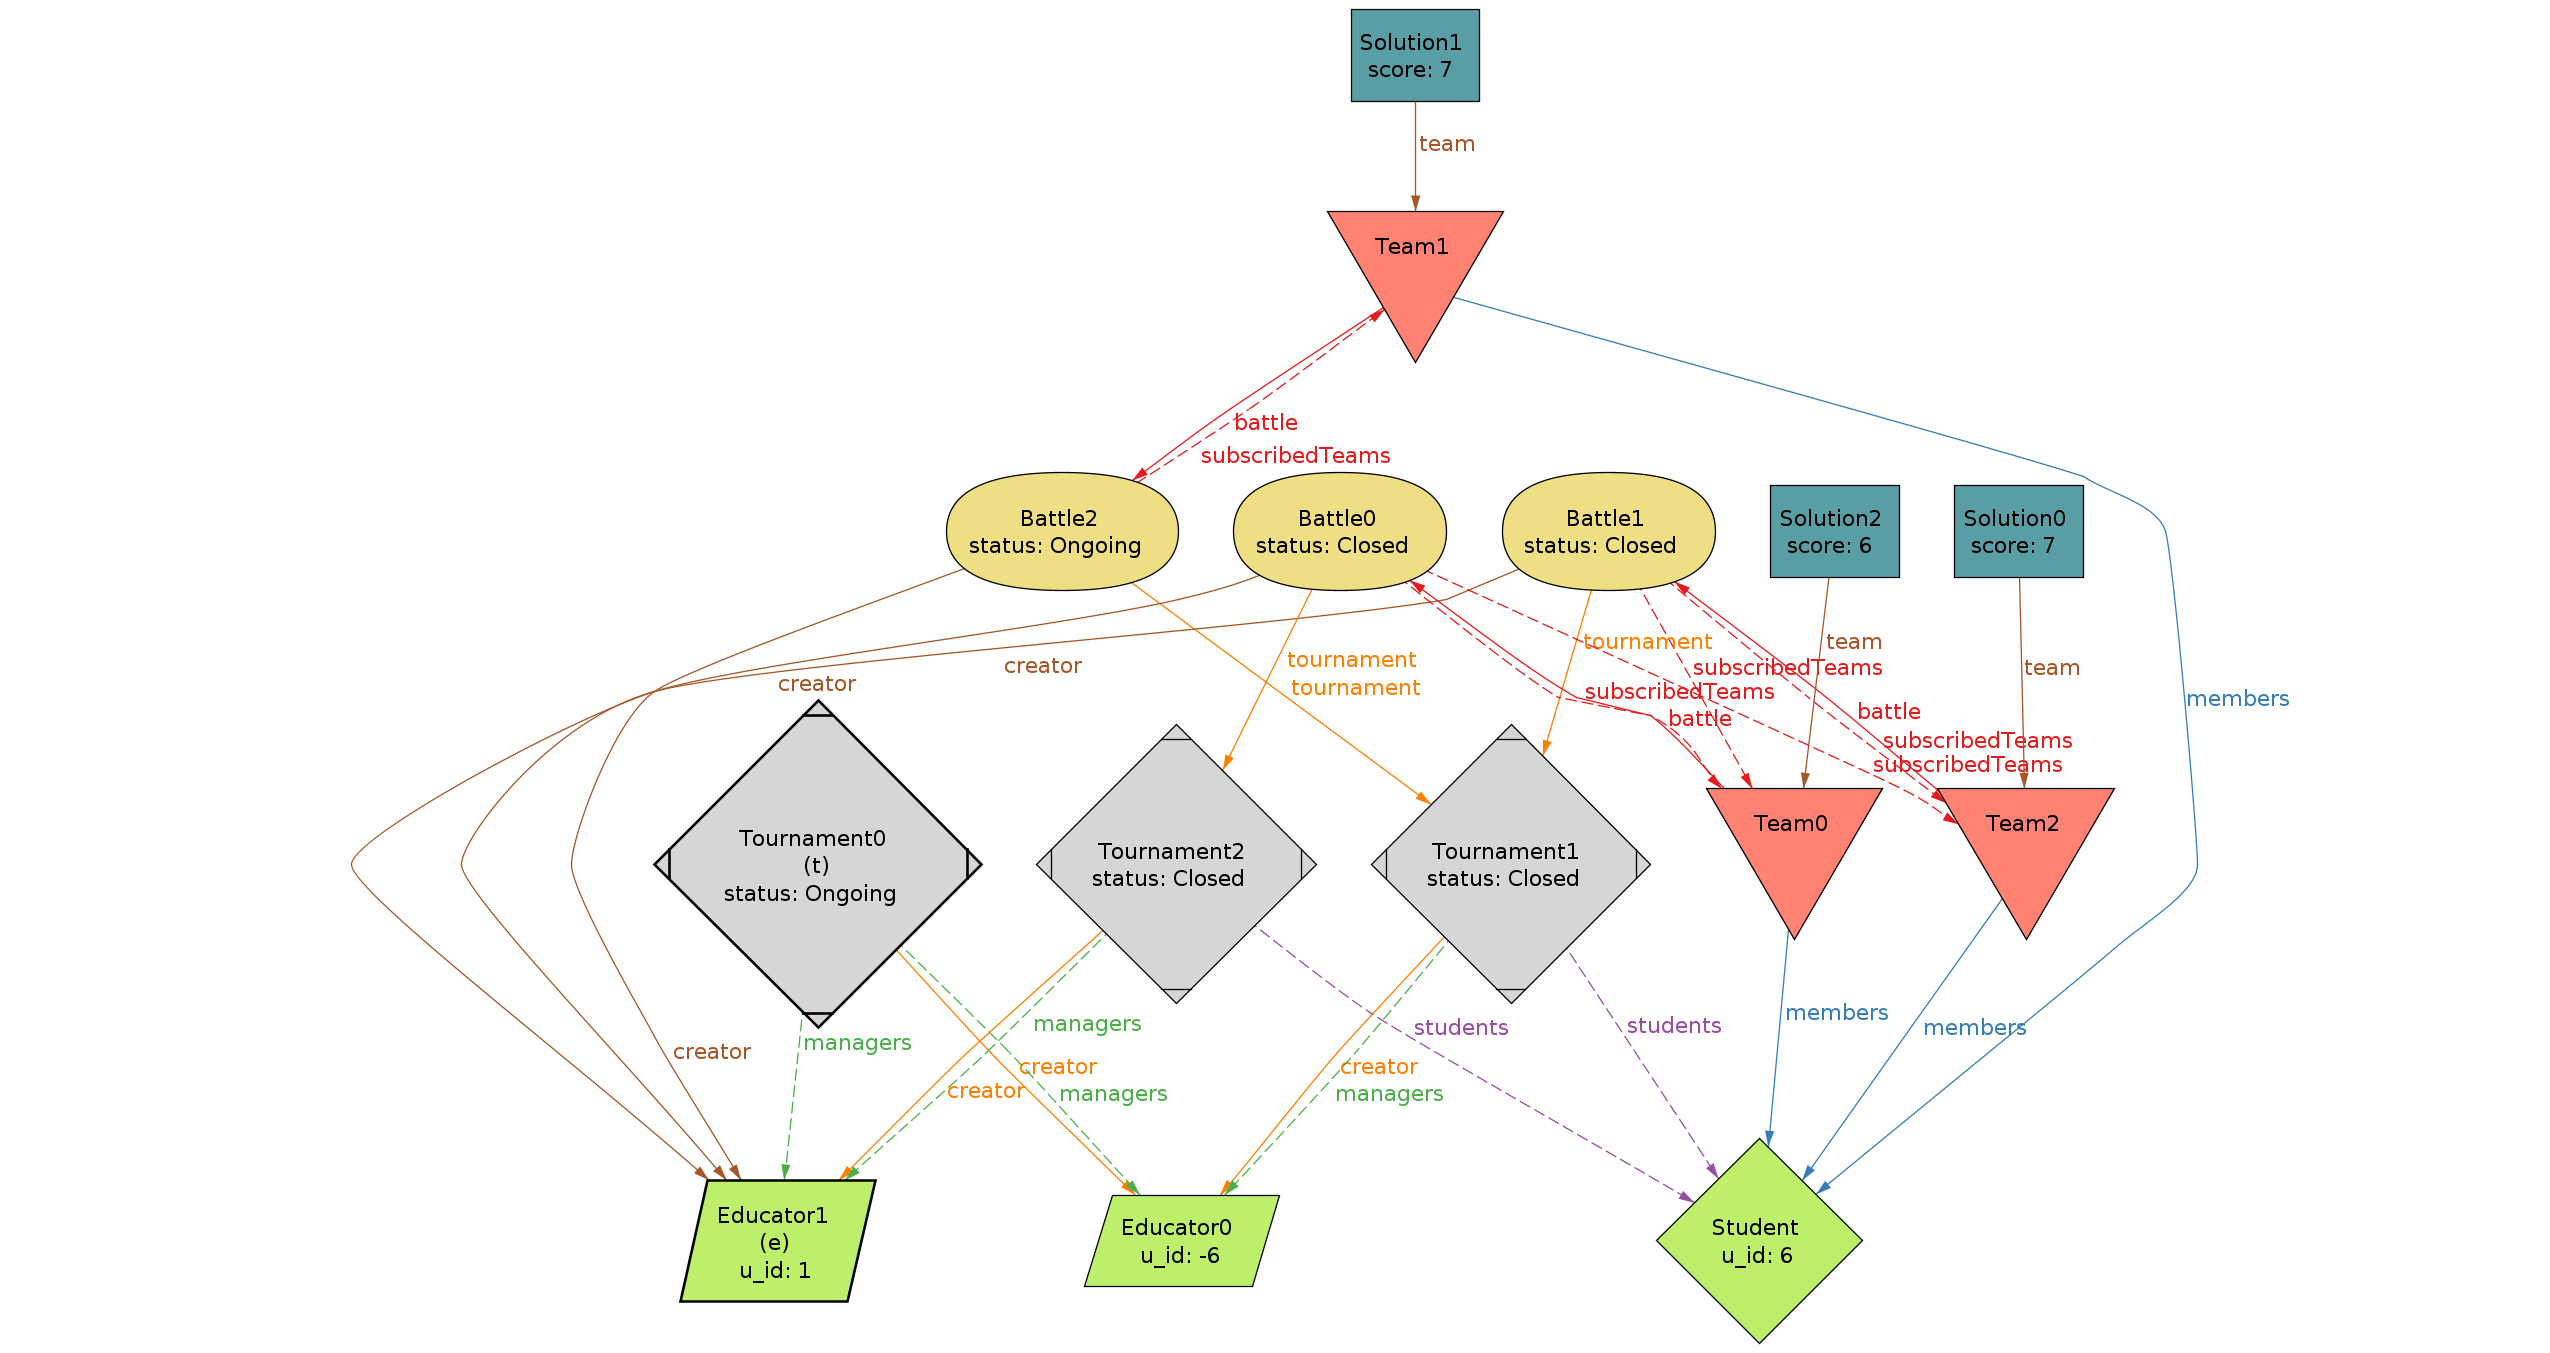 Solution1
score: 7
team
Team1
battle
subscribedTeams
Battle2
status: Ongoing
Battle0
status: Closed
Battle1
status: Closed
Solution2
score: 6
Solution0
score: 7
tournament
team
tournament
creator
subscribedTeams
team
creator
tournament
subscribedTeams
members
battle
battle
subscribedTeams
subscribedTeams
Tournament0
(t)
status: Ongoing
Tournament2
status: Closed
Tournament1
status: Closed
Team0
Team2
members
managers
students
students
members
managers
creator
creator
creator
creator
managers
managers
Educator1
(e)
u_id: 1
Educator0
u_id: -6
Student
u_id: 6